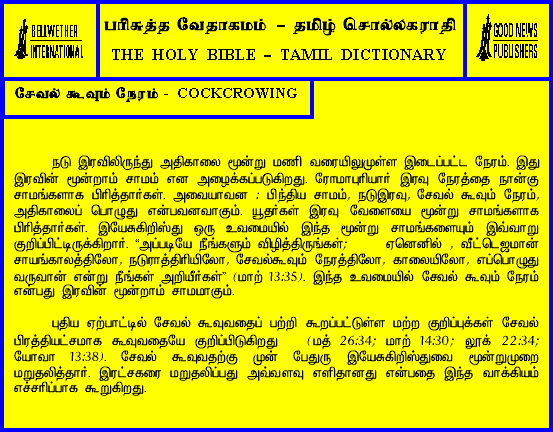 BELLWETHER
INTERNATIONAL
பரிசுத்த வேதாகமம் – தமிழ் சொல்லகராதி
THE HOLY BIBLE – TAMIL DICTIONARY
GOOD NEWS
PUBLISHERS
சேவல் கூவும் நேரம் - COCKCROWING
நடு இரவிலிருந்து அதிகாலை மூன்று மணி வரையிலுமுள்ள இடைப்பட்ட நேரம். இது
இரவின் மூன்றாம் சாமம் என அழைக்கப்படுகிறது. ரோமாபுரியார் இரவு நேரத்தை நான்கு
சாமங்களாக பிரித்தார்கள். அவையாவன : பிந்திய சாமம், நடுஇரவு, சேவல் கூவும் நேரம்,
அதிகாலைப் பொழுது என்பவனவாகும். யூதர்கள் இரவு வேளையை மூன்று சாமங்களாக
பிரித்தார்கள். இயேசுகிறிஸ்து ஒரு உவமையில் இந்த மூன்று சாமங்களையும் இவ்வாறு
குறிப்பிட்டிருக்கிறார். “அப்படியே நீங்களும் விழித்திருங்கள்; ஏனெனில் , வீட்டெஜமான்
சாயங்காலத்திலோ, நடுராத்திரியிலோ, சேவல்கூவும் நேரத்திலோ, காலையிலோ, எப்பொழுது
வருவான் என்று நீங்கள் அறியீர்கள்” (மாற் 13:35). இந்த உவமையில் சேவல் கூவும் நேரம்
என்பது இரவின் மூன்றாம் சாமமாகும்.
புதிய ஏற்பாட்டில் சேவல் கூவுவதைப் பற்றி கூறப்பட்டுள்ள மற்ற குறிப்புக்கள் சேவல்
பிரத்தியட்சமாக கூவுவதையே குறிப்பிடுகிறது (மத் 26:34; மாற் 14:30; லூக் 22:34;
யோவா 13:38). சேவல் கூவுவதற்கு முன் பேதுரு இயேசுகிறிஸ்துவை மூன்றுமுறை
மறுதலித்தார். இரட்சகரை மறுதலிப்பது அவ்வளவு எளிதானது என்பதை இந்த வாக்கியம்
எச்சரிப்பாக கூறுகிறது.